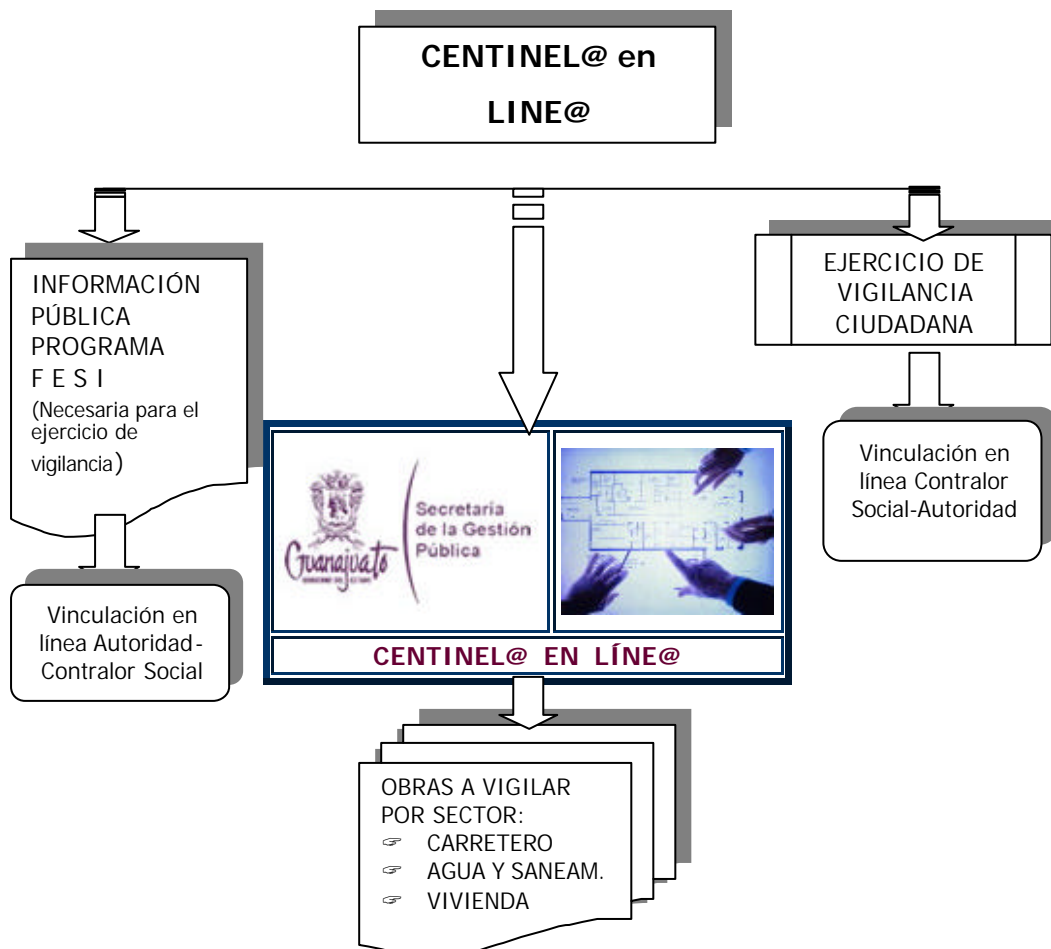 CENTINEL@ en
LINE@
INFORMACIÓN
PÚBLICA
PROGRAMA
F E S I
(Necesaria para el
ejercicio de
vigilancia)
Vinculación en
línea Autoridad-
Contralor Social
EJERCICIO DE
VIGILANCIA
CIUDADANA
Vinculación en
línea Contralor
Social-Autoridad
Guanajuato
Secretaría
de la Gestión
Pública
CENTINEL@ EN LÍNE@
OBRAS A VIGILAR
POR SECTOR:
☞ CARRETERO
☞ AGUA Y SANEAM.
☞ VIVIENDA